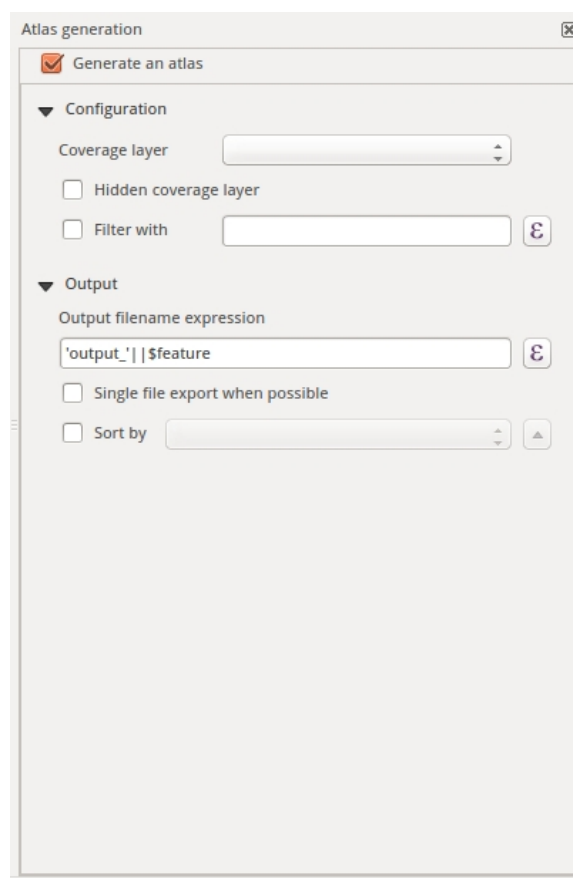 Atlas generation
Generate an atlas
Configuration
Coverage layer
Hidden coverage layer
Filter with
ε
Output
Output filename expression
'output_'||$feature
ε
Single file export when possible
Sort by